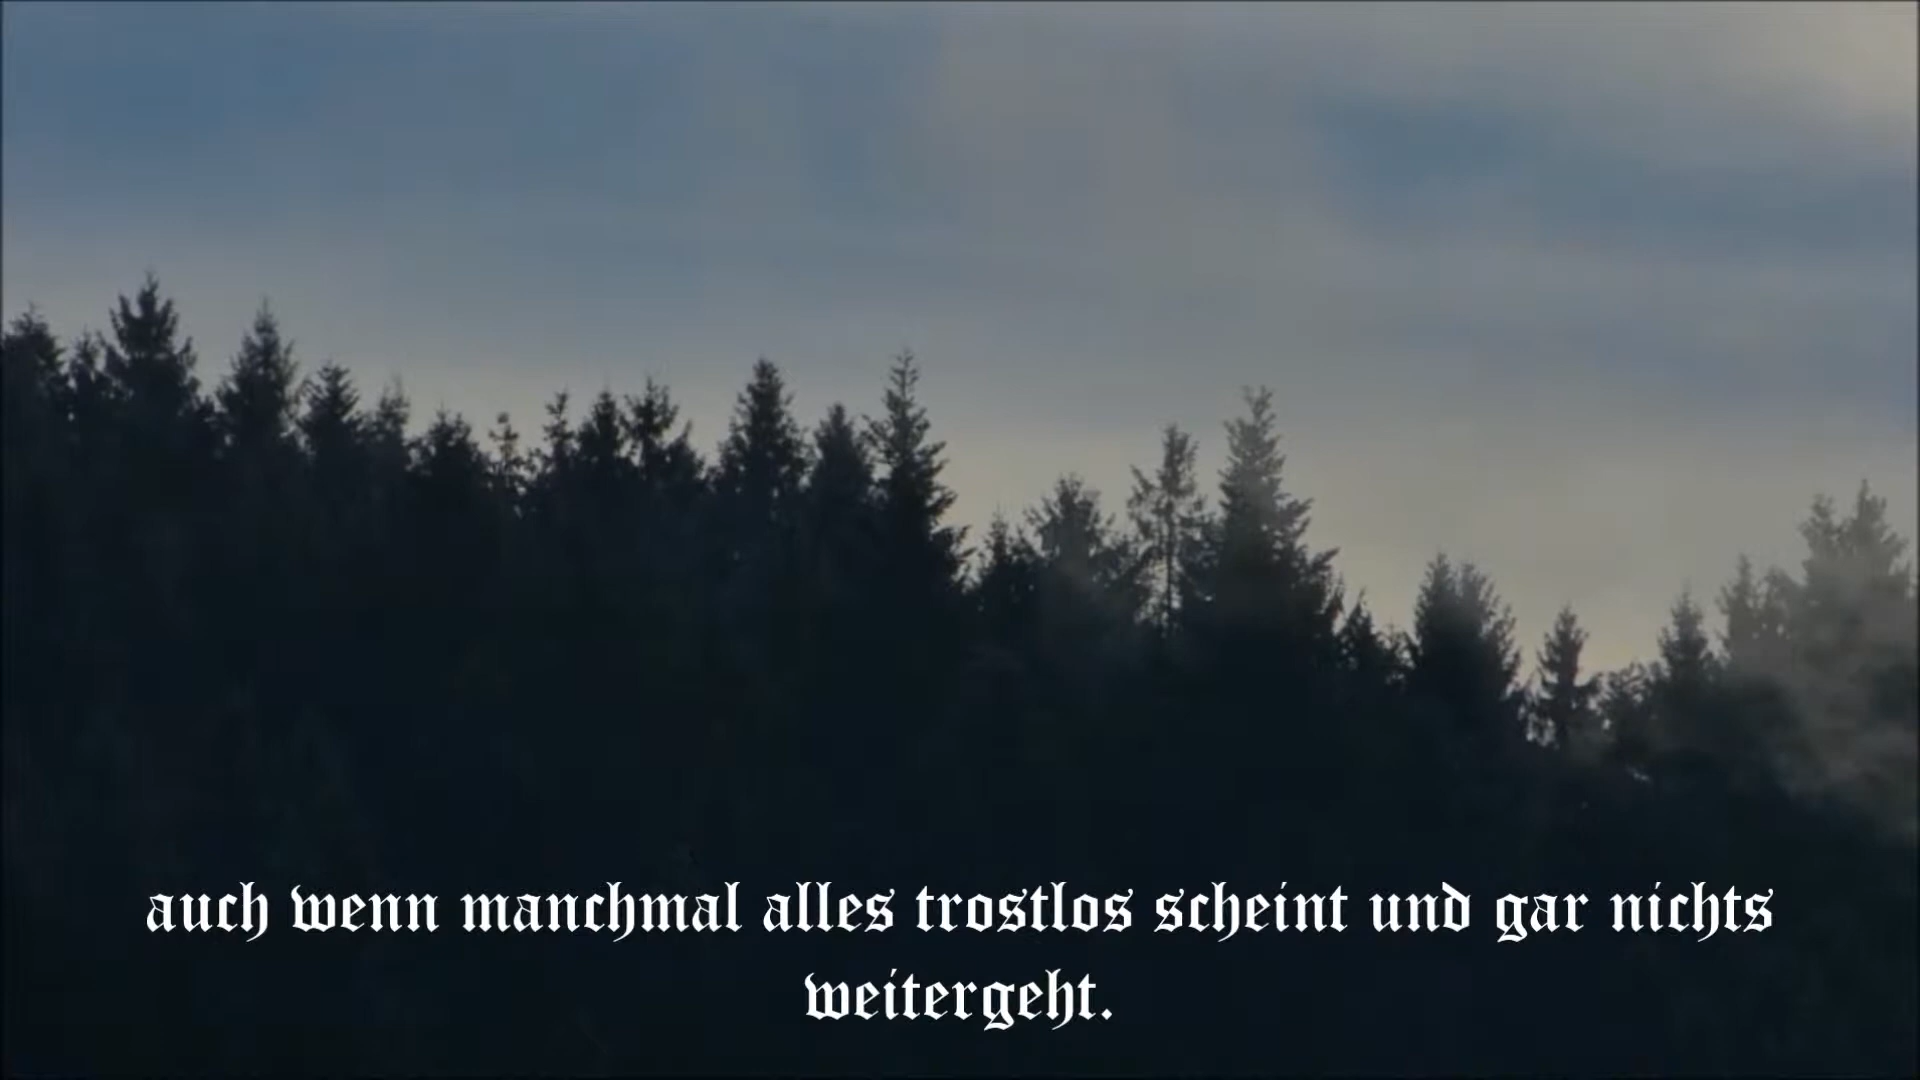 auch wenn manchmal alles trostlos scheint und gar nichts
weitergeht.